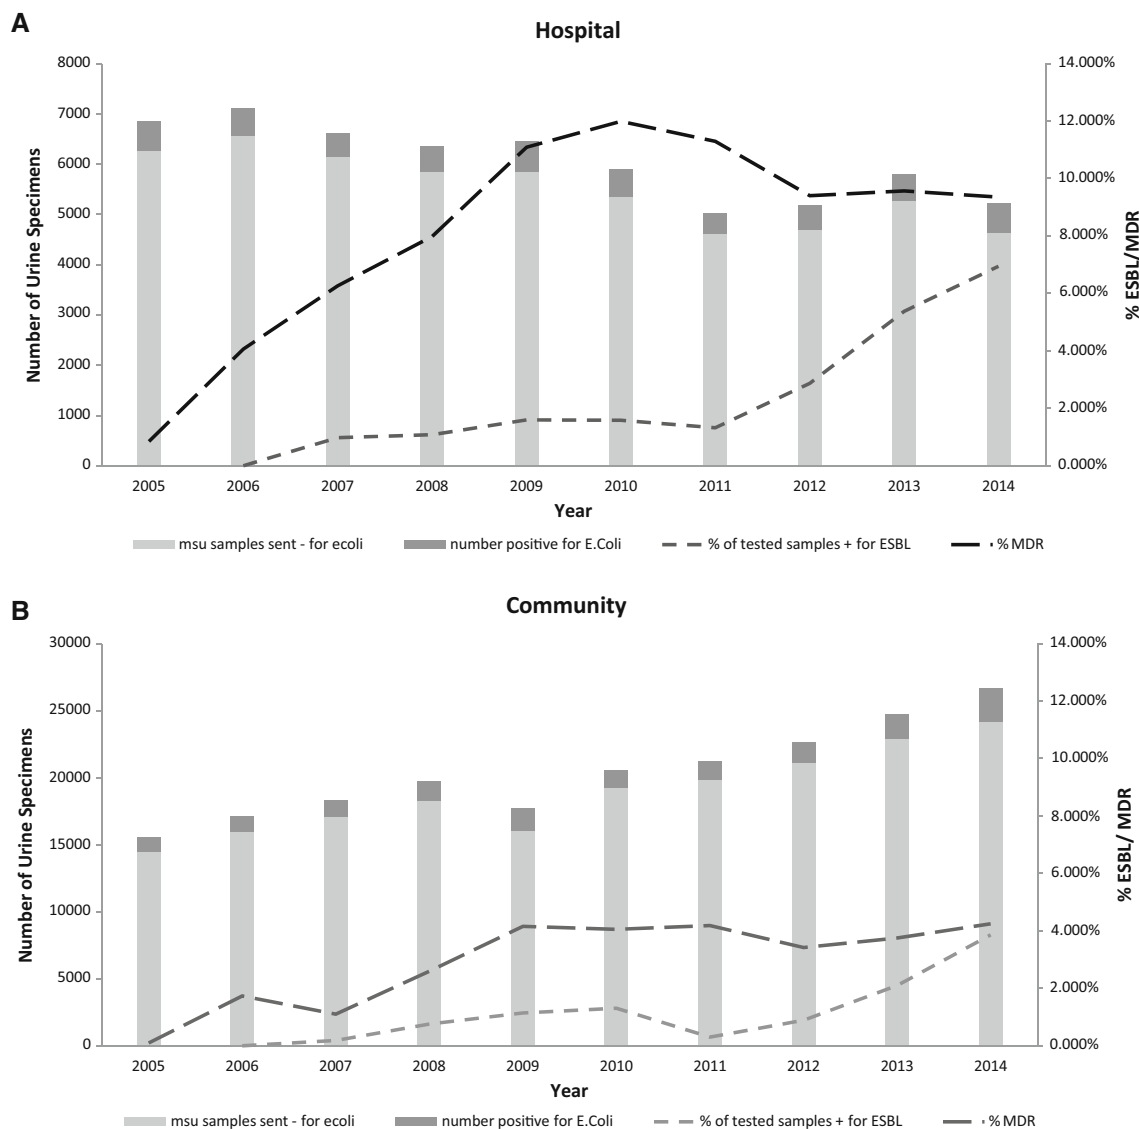 A
Hospital
8000
7000
6000
5000
4000
3000
2000
1000
0
Number of Urine Specimens
14.000%
12.000%
10.000%
8.000%
6.000%
4.000%
2.000%
0.000%
% ESBL/MDR
2005 2006 2007 2008 2009 2010 2011 2012 2013 2014
Year
msu samples sent - for ecoli number positive for E.Coli % of tested samples + for ESBL % MDR
B
Community
30000
25000
20000
15000
10000
5000
0
Number of Urine Specimens
14.000%
12.000%
10.000%
8.000%
6.000%
4.000%
2.000%
0.000%
% ESBL/ MDR
2005 2006 2007 2008 2009 2010 2011 2012 2013 2014
Year
msu samples sent - for ecoli number positive for E.Coli % of tested samples + for ESBL % MDR